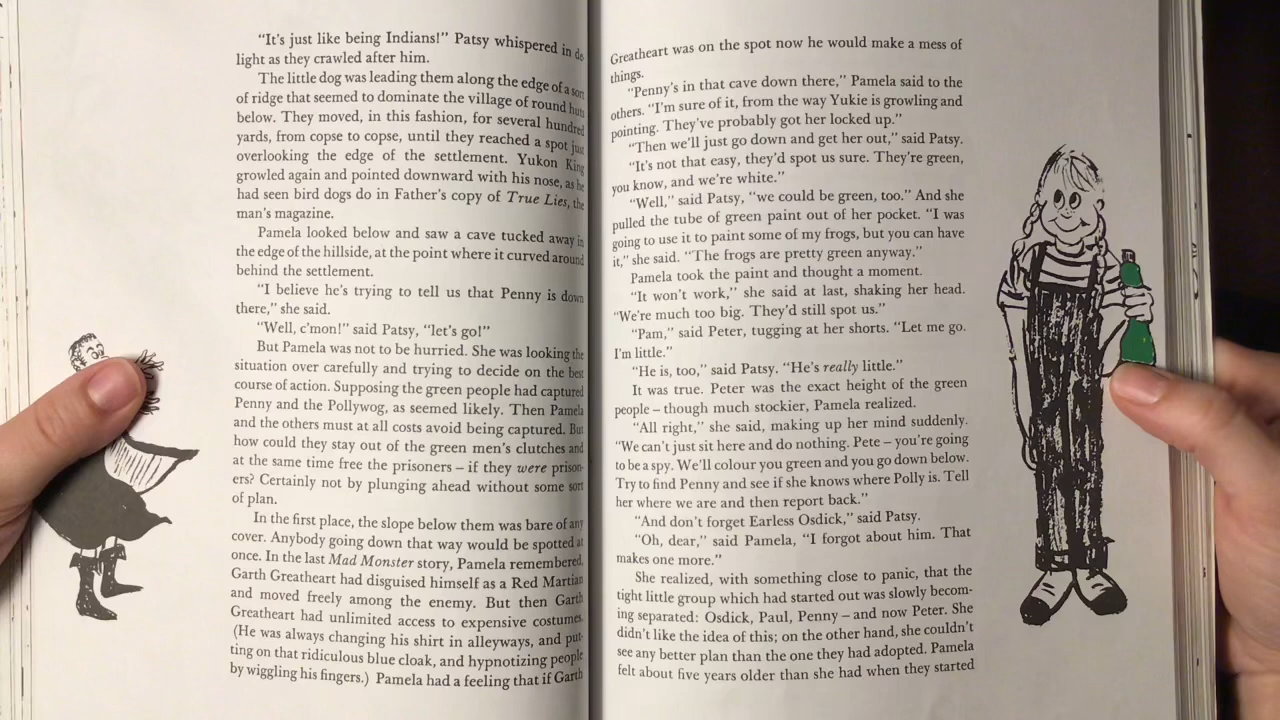 “It’s just like being Indians!” Patsy whispered in de-
light as they crawled after him.
The little dog was leading them along the edge of a sort
of ridge that seemed to dominate the village of round huts
below. They moved, in this fashion, for several hundred
yards, from copse to copse, until they reached a spot just
overlooking the edge of the settlement. Yukon King
growled again and pointed downward with his nose, as he
had seen bird dogs do in Father’s copy of True Lies, the
man’s magazine.
Pamela looked below and saw a cave tucked away in
the edge of the hillside, at the point where it curved around
behind the settlement.
“I believe he’s trying to tell us that Penny is down
there,” she said.
“Well, c’mon!” said Patsy, “let’s go!”
But Pamela was not to be hurried. She was looking the
situation over carefully and trying to decide on the best
course of action. Supposing the green people had captured
Penny and the Pollywog, as seemed likely. Then Pamela
and the others must at all costs avoid being captured. But
how could they stay out of the green men’s clutches and
at the same time free the prisoners – if they were prison-
ers? Certainly not by plunging ahead without some sort
of plan.
In the first place, the slope below them was bare of any
cover. Anybody going down that way would be spotted at
once. In the last Mad Monster story, Pamela remembered,
Garth Greatheart had disguised himself as a Red Martian
and moved freely among the enemy. But then Garth
Greatheart had unlimited access to expensive costumes.
(He was always changing his shirt in alleyways, and put-
ting on that ridiculous blue cloak, and hypnotizing people
by wiggling his fingers.) Pamela had a feeling that if Garth
Greatheart was on the spot now he would make a mess of
things.
“Penny’s in that cave down there,” Pamela said to the
others. “I’m sure of it, from the way Yukie is growling and
pointing. They’ve probably got her locked up.”
“Then we’ll just go down and get her out,” said Patsy.
“It’s not that easy, they’d spot us sure. They’re green,
you know, and we’re white.”
“Well,” said Patsy, “we could be green, too.” And she
pulled the tube of green paint out of her pocket. “I was
going to use it to paint some of my frogs, but you can have
it,” she said. “The frogs are pretty green anyway.”
Pamela took the paint and thought a moment.
“It won’t work,” she said at last, shaking her head.
“We’re much too big. They’d still spot us.”
“Pam,” said Peter, tugging at her shorts. “Let me go.
I’m little.”
“He is, too,” said Patsy. “He’s really little.”
It was true. Peter was the exact height of the green
people – though much stockier, Pamela realized.
“All right,” she said, making up her mind suddenly.
“We can’t just sit here and do nothing. Pete – you’re going
to be a spy. We’ll colour you green and you go down below.
Try to find Penny and see if she knows where Polly is. Tell
her where we are and then report back.”
“And don’t forget Earless Osdick,” said Patsy.
“Oh, dear,” said Pamela, “I forgot about him. That
makes one more.”
She realized, with something close to panic, that the
tight little group which had started out was slowly becom-
ing separated: Osdick, Paul, Penny – and now Peter. She
didn’t like the idea of this; on the other hand, she couldn’t
see any better plan than the one they had adopted. Pamela
felt about five years older than she had when they started